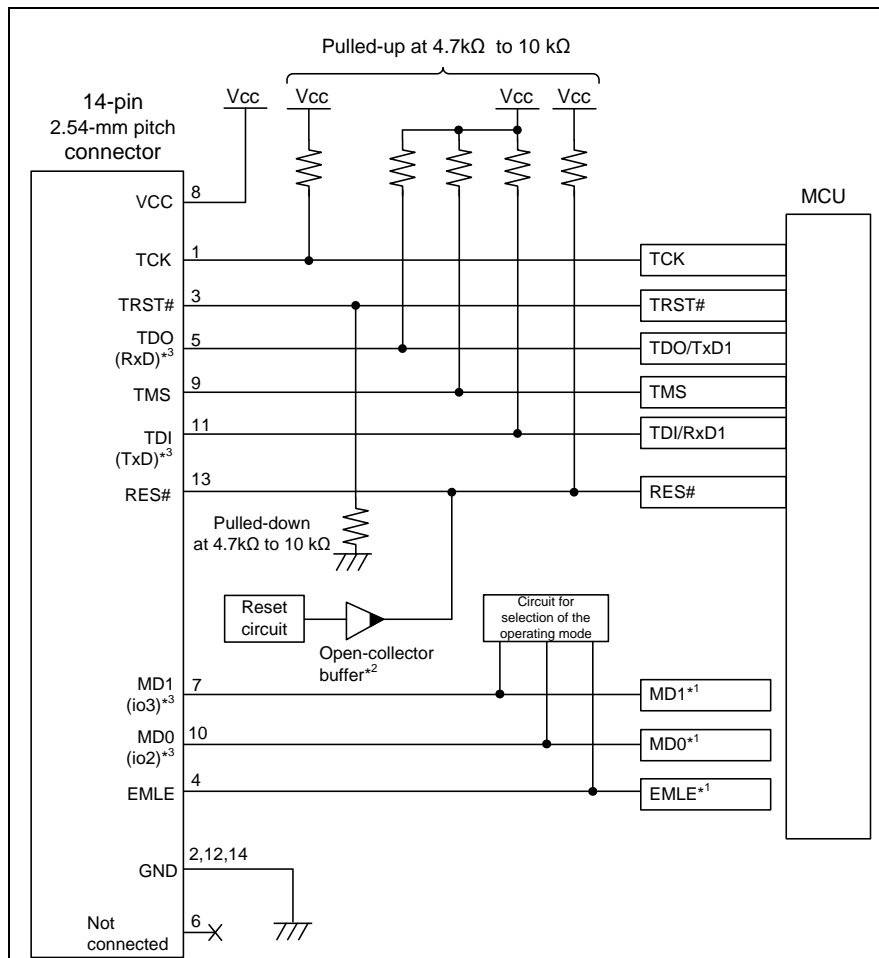 Pulled-up at 4.7kΩ to 10 kΩ
Vcc
Vcc
Vcc
Vcc
14-pin
2.54-mm pitch
connector
MCU
VCC
8
TCK
1
TCK
TRST#
3
TRST#
TDO
(RxD)*3
5
TDO/TxD1
TMS
9
TMS
TDI
(TxD)*3
11
TDI/RxD1
RES#
13
RES#
Pulled-down
at 4.7kΩ to 10 kΩ
Reset
circuit
Open-collector
buffer*2
Circuit for
selection of the
operating mode
MD1
(io3)*3
7
MD1*1
MD0
(io2)*3
10
MD0*1
EMLE
4
EMLE*1
GND
2,12,14
Not
connected
6